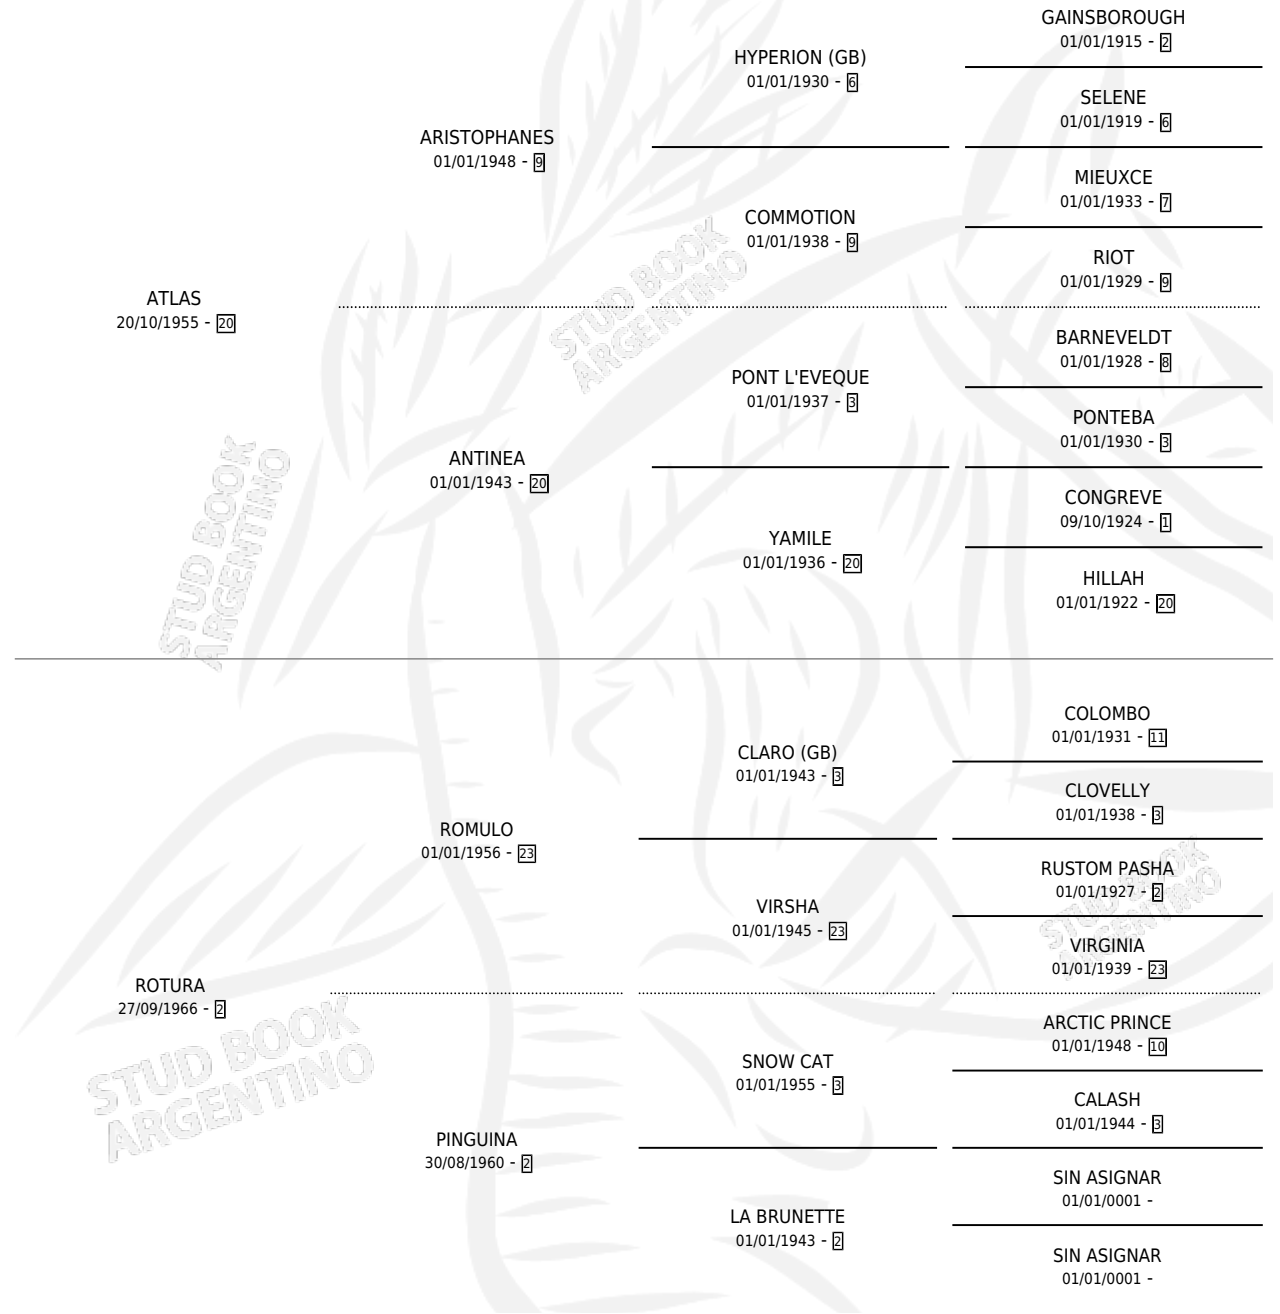 GAINSBOROUGH
01/01/1915 - 2
HYPERION (GB)
01/01/1930 - 6
SELENE
01/01/1919 - 6
ARISTOPHANES
01/01/1948 - 9
MIEUXCE
01/01/1933 - 7
COMMOTION
01/01/1938 - 9
RIOT
01/01/1929 - 9
ATLAS
20/10/1955 - 20
BARNEVELDT
01/01/1928 - 8
PONT L'EVEQUE
01/01/1937 - 3
PONTEBA
01/01/1930 - 3
ANTINEA
01/01/1943 - 20
CONGREVE
09/10/1924 - 1
YAMILE
01/01/1936 - 20
HILLAH
01/01/1922 - 20
COLOMBO
01/01/1931 - 11
CLARO (GB)
01/01/1943 - 3
CLOVELLY
01/01/1938 - 3
ROMULO
01/01/1956 - 23
RUSTOM PASHA
01/01/1927 - 2
VIRSHA
01/01/1945 - 23
VIRGINIA
01/01/1939 - 23
ROTURA
27/09/1966 - 2
ARCTIC PRINCE
01/01/1948 - 10
SNOW CAT
01/01/1955 - 3
CALASH
01/01/1944 - 3
PINGUINA
30/08/1960 - 2
SIN ASIGNAR
01/01/0001 -
LA BRUNETTE
01/01/1943 - 2
SIN ASIGNAR
01/01/0001 -
STUD BOOK
ARGENTINO
STUD BOOK
ARGENTINO
STUD BOOK
ARGENTINO
STUD BOOK
ARGENTINO